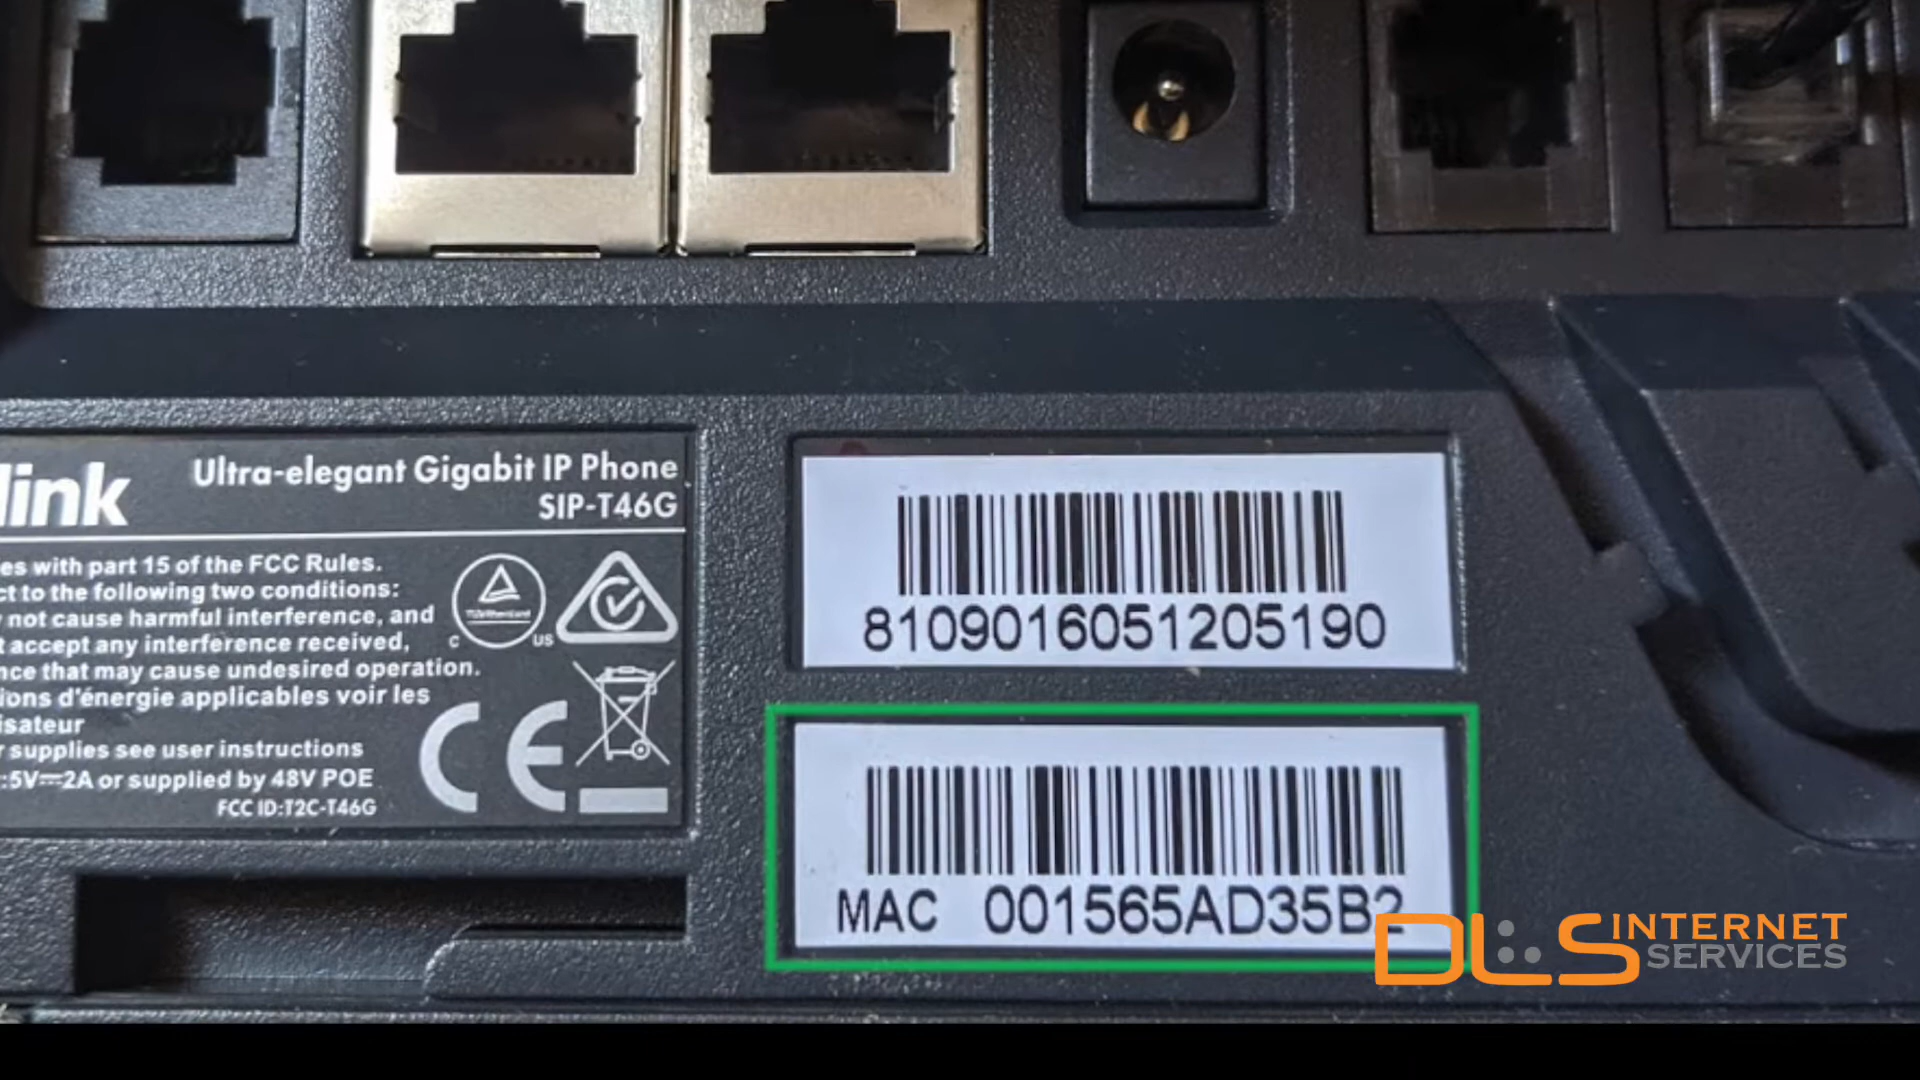 link
Ultra-elegant Gigabit IP Phone
SIP-T46G
es with part 15 of the FCC Rules.
ct to the following two conditions:
not cause harmful interference, and
t accept any interference received,
nce that may cause undesired operation.
ions d'énergie applicables voir les
isateur
r supplies see user instructions
:5V⎓2A or supplied by 48V POE
FCC ID:T2C-T46G
C US
CE
8109016051205190
MAC 001565AD35B2
DLS INTERNET
SERVICES